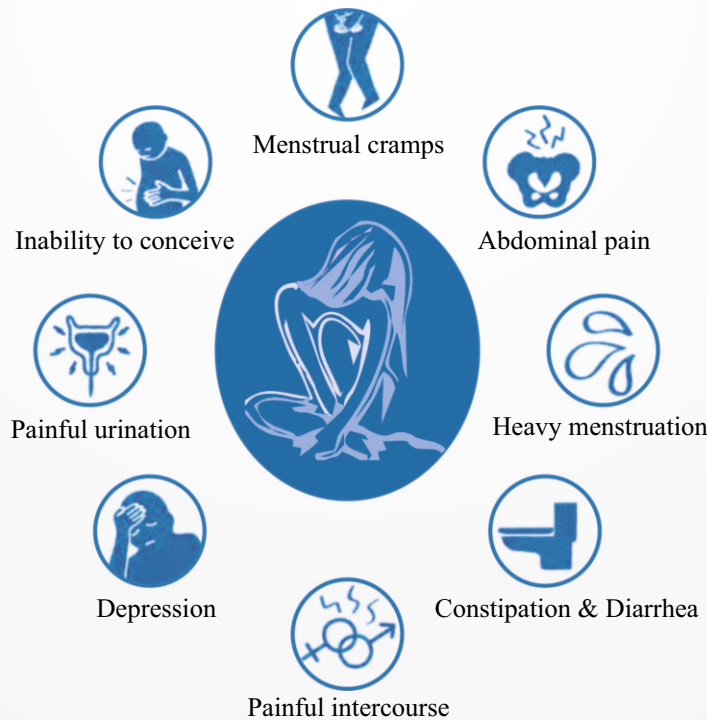 Menstrual cramps
Inability to conceive
Abdominal pain
Painful urination
Heavy menstruation
Depression
Constipation & Diarrhea
Painful intercourse